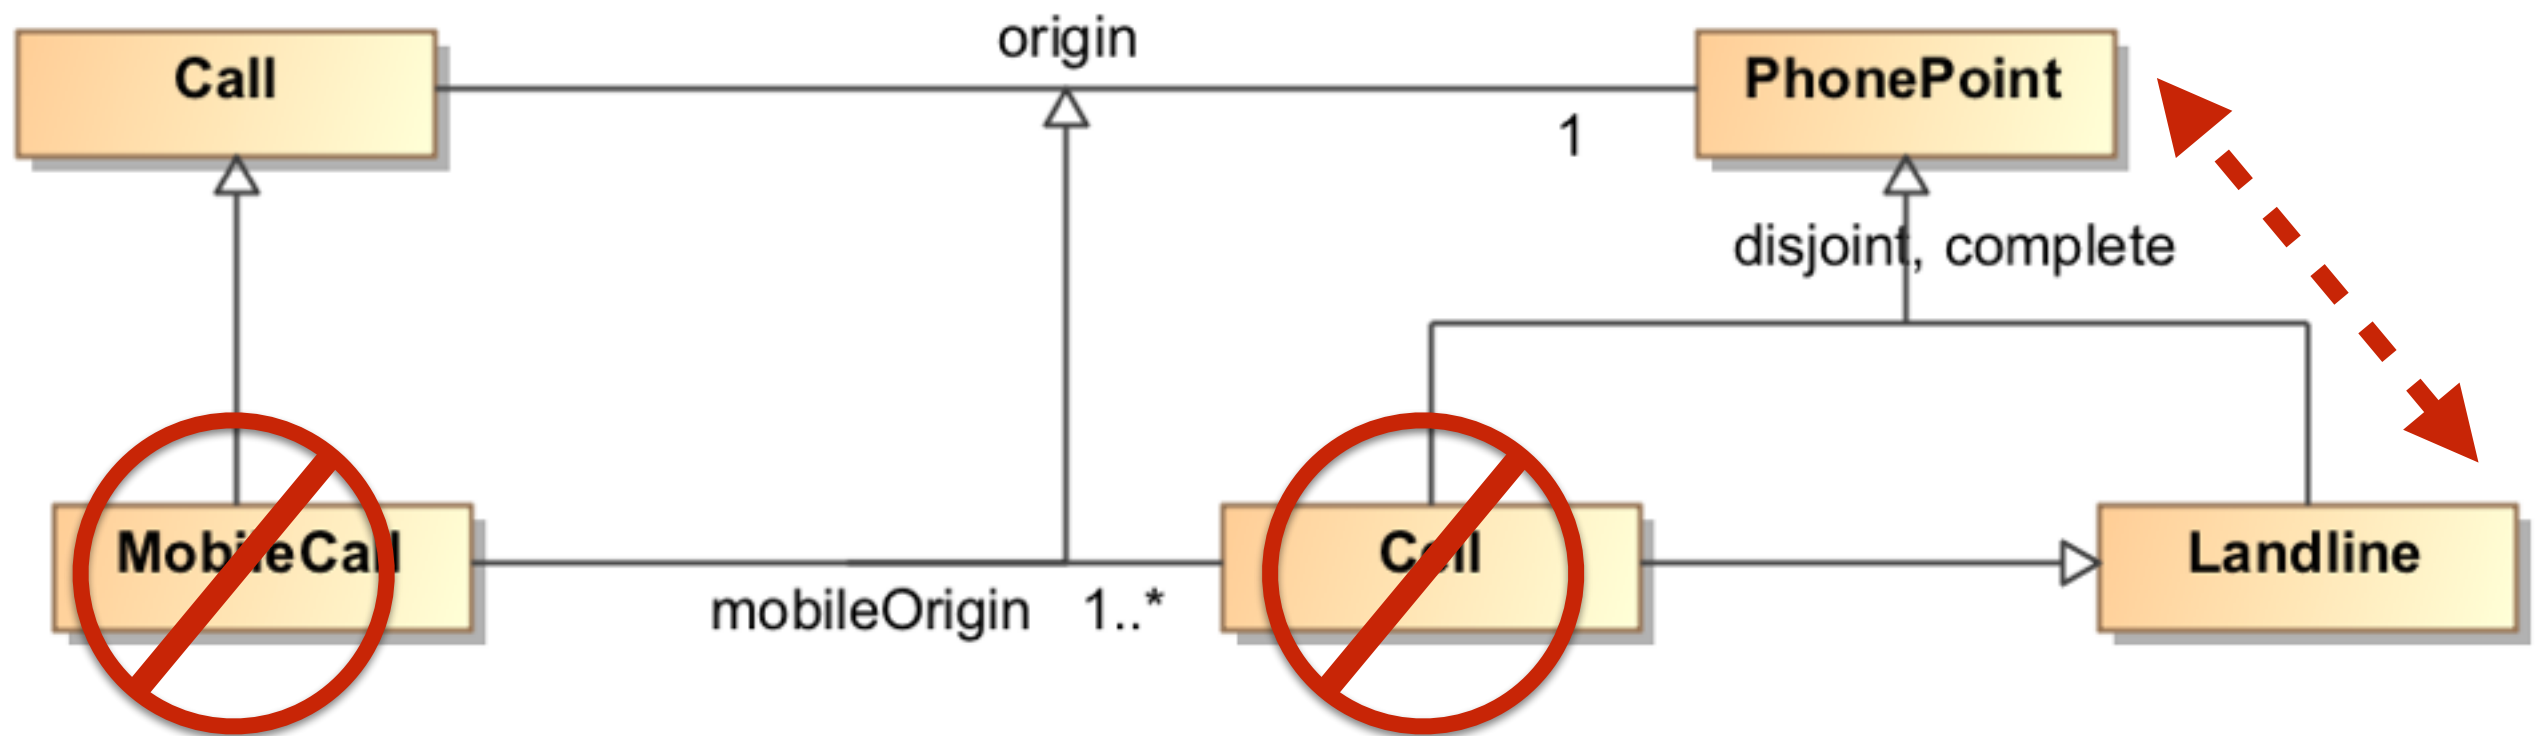 origin
Call
PhonePoint
1
disjoint, complete
MobileCall
Cell
Landline
mobileOrigin 1..*